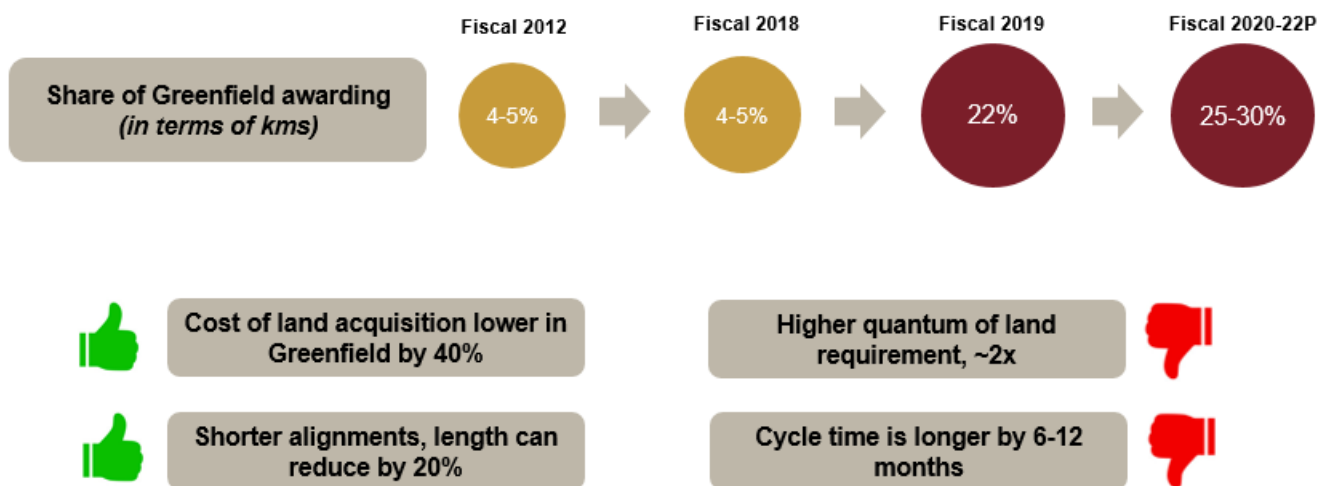 Fiscal 2012
Fiscal 2018
Fiscal 2019
Fiscal 2020-22P
Share of Greenfield awarding
(in terms of kms)
4-5%
4-5%
22%
25-30%
Cost of land acquisition lower in
Greenfield by 40%
Higher quantum of land
requirement, ~2x
Shorter alignments, length can
reduce by 20%
Cycle time is longer by 6-12
months